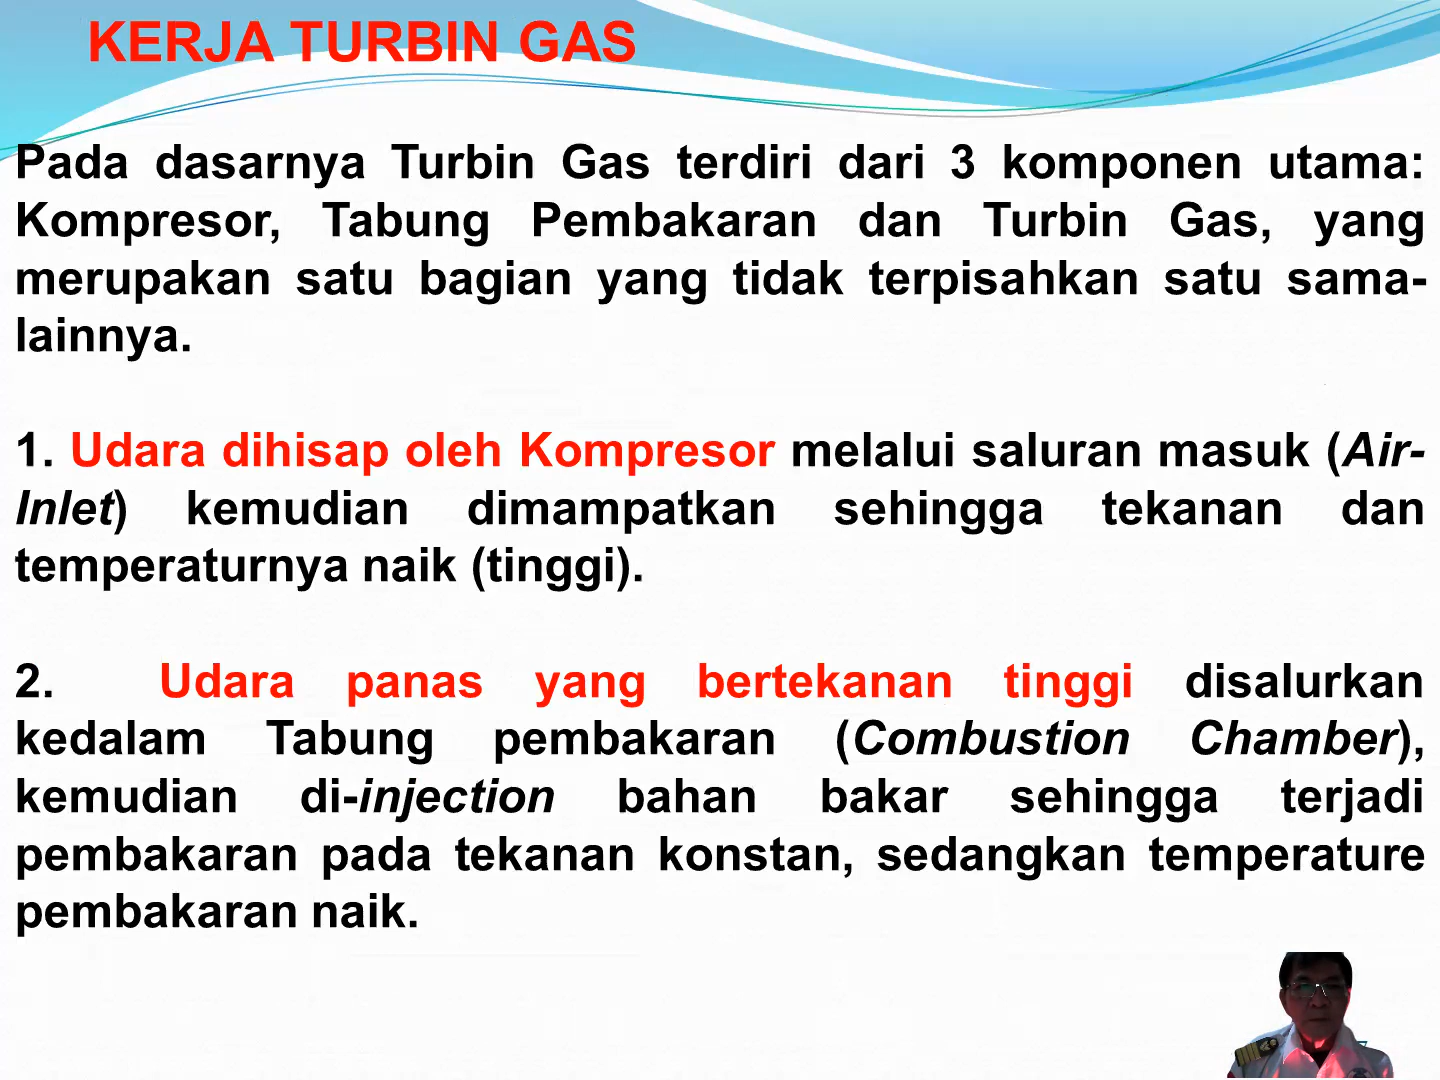 KERJA TURBIN GAS
Pada dasarnya Turbin Gas terdiri dari 3 komponen utama:
Kompresor, Tabung Pembakaran dan Turbin Gas, yang
merupakan satu bagian yang tidak terpisahkan satu sama-
lainnya.
1. Udara dihisap oleh Kompresor melalui saluran masuk (Air-
Inlet) kemudian dimampatkan sehingga tekanan dan
temperaturnya naik (tinggi).
2. Udara panas yang bertekanan tinggi disalurkan
kedalam Tabung pembakaran (Combustion Chamber),
kemudian di-injection bahan bakar sehingga terjadi
pembakaran pada tekanan konstan, sedangkan temperature
pembakaran naik.